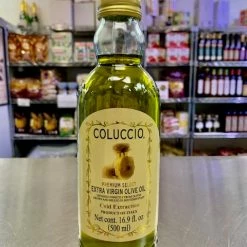 COLUCCIO
PREMIUM SELECT
EXTRA VIRGIN OLIVE OIL
Cold Extraction
PRODUCT OF ITALY
Net cont. 16.9 fl. oz
(500 ml)